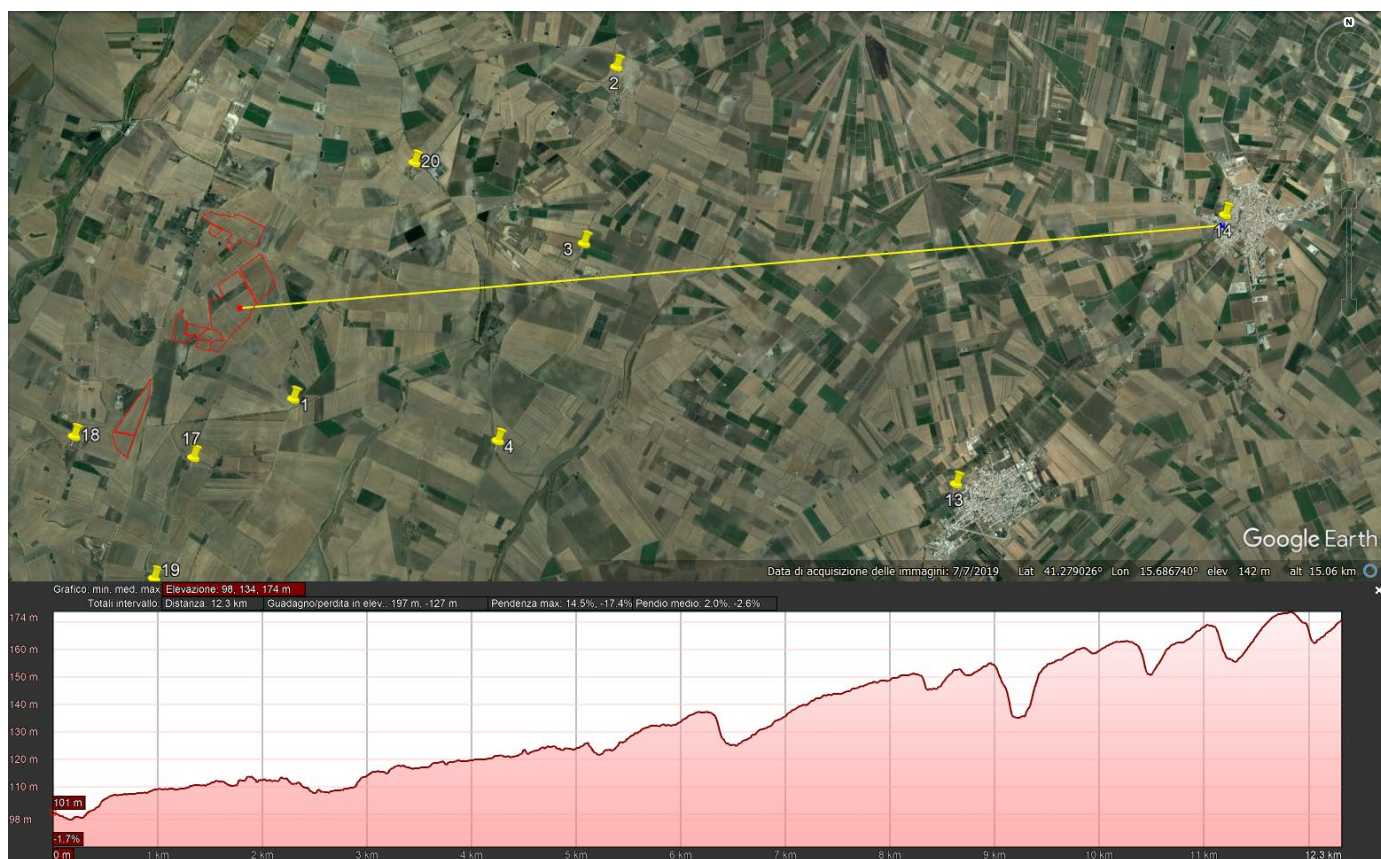 N
2
20
3
14
1
18
17
4
13
19
Google Earth
Data di acquisizione delle immagini: 7/7/2019 Lat 41.279026° Lon 15.686740° elev 142 m alt 15.06 km
Grafico: min. med. max Elevazione: 98, 134, 174 m
Totali intervallo: Distanza: 12.3 km Guadagno/perdita in elev.: 197 m, -127 m Pendenza max: 14.5%, -17.4% Pendio medio: 2.0%, -2.6%
174 m
160 m
150 m
140 m
130 m
120 m
110 m
101 m
98 m
-1.7%
0 m 1 km 2 km 3 km 4 km 5 km 6 km 7 km 8 km 9 km 10 km 11 km 12.3 km